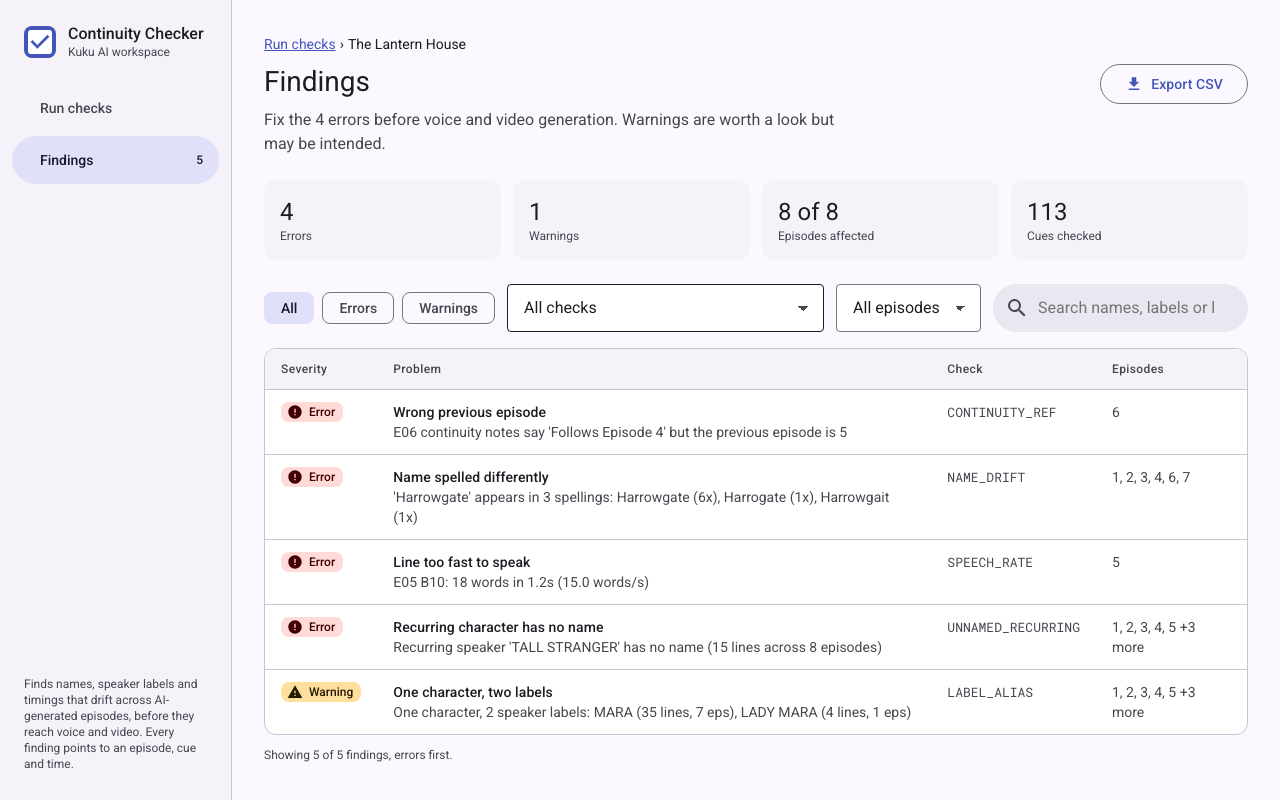 Continuity Checker
Kuku AI workspace
Run checks
Findings 5
Finds names, speaker labels and
timings that drift across AI-
generated episodes, before they
reach voice and video. Every
finding points to an episode, cue
and time.
Run checks › The Lantern House
Findings
Export CSV
Fix the 4 errors before voice and video generation. Warnings are worth a look but
may be intended.
4
Errors
1
Warnings
8 of 8
Episodes affected
113
Cues checked
All Errors Warnings All checks All episodes Search names, labels or l
Severity Problem Check Episodes
Error Wrong previous episode CONTINUITY_REF 6
E06 continuity notes say 'Follows Episode 4' but the previous episode is 5
Error Name spelled differently NAME_DRIFT 1, 2, 3, 4, 6, 7
'Harrowgate' appears in 3 spellings: Harrowgate (6x), Harrogate (1x), Harrowgait
(1x)
Error Line too fast to speak SPEECH_RATE 5
E05 B10: 18 words in 1.2s (15.0 words/s)
Error Recurring character has no name UNNAMED_RECURRING 1, 2, 3, 4, 5 +3
Recurring speaker 'TALL STRANGER' has no name (15 lines across 8 episodes) more
Warning One character, two labels LABEL_ALIAS 1, 2, 3, 4, 5 +3
One character, 2 speaker labels: MARA (35 lines, 7 eps), LADY MARA (4 lines, 1 eps) more
Showing 5 of 5 findings, errors first.